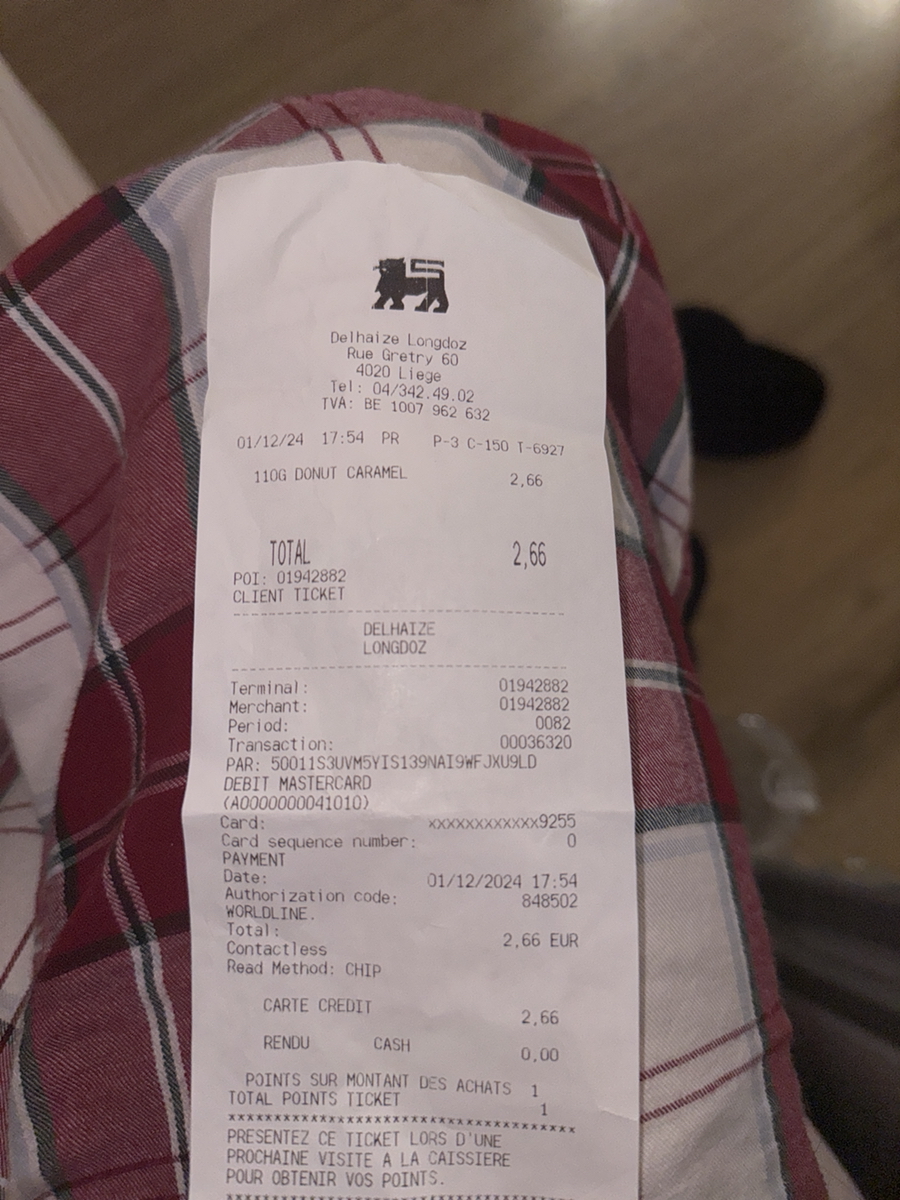 Delhaize Longdoz
Rue Gretry 60
4020 Liege
Tel: 04/342.49.02
TVA: BE 1007 962 632
01/12/24 17:54 PR P-3 C-150 T-6927
110G DONUT CARAMEL 2,66
TOTAL 2,66
POI: 01942882
CLIENT TICKET
--------------------------------
DELHAIZE
LONGDOZ
--------------------------------
Terminal: 01942882
Merchant: 01942882
Period: 0082
Transaction: 00036320
PAR: 50011S3UVM5YIS139NAI9WFJXU9LD
DEBIT MASTERCARD
(A0000000041010)
Card: xxxxxxxxxxxx9255
Card sequence number: 0
PAYMENT
Date: 01/12/2024 17:54
Authorization code: 848502
WORLDLINE.
Total: 2,66 EUR
Contactless
Read Method: CHIP
CARTE CREDIT 2,66
RENDU CASH 0,00
POINTS SUR MONTANT DES ACHATS 1
TOTAL POINTS TICKET 1
xxxxxxxxxxxxxxxxxxxxxxxxxxxxxxxxxxxxxx
PRESENTEZ CE TICKET LORS D'UNE
PROCHAINE VISITE A LA CAISSIERE
POUR OBTENIR VOS POINTS.
xxxxxxxxxxxxxxxxxxxxxxxxxxxxxxxxxxxxxx